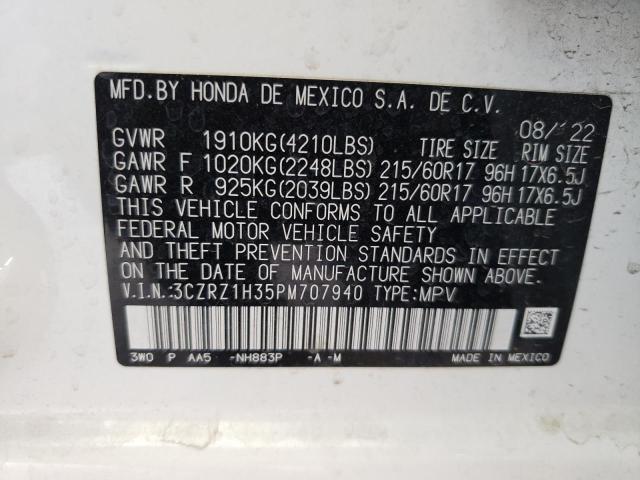 MFD.BY HONDA DE MEXICO S.A. DE C.V.
08/ 22
GVWR 1910KG(4210LBS) TIRE SIZE RIM SIZE
GAWR F 1020KG(2248LBS) 215/60R17 96H 17X6.5J
GAWR R 925KG(2039LBS) 215/60R17 96H 17X6.5J
THIS VEHICLE CONFORMS TO ALL APPLICABLE
FEDERAL MOTOR VEHICLE SAFETY
AND THEFT PREVENTION STANDARDS IN EFFECT
ON THE DATE OF MANUFACTURE SHOWN ABOVE.
V.I.N.:3CZRZ1H35PM707940 TYPE:MPV
3W0 P AA5 -NH883P -A -M MADE IN MEXICO